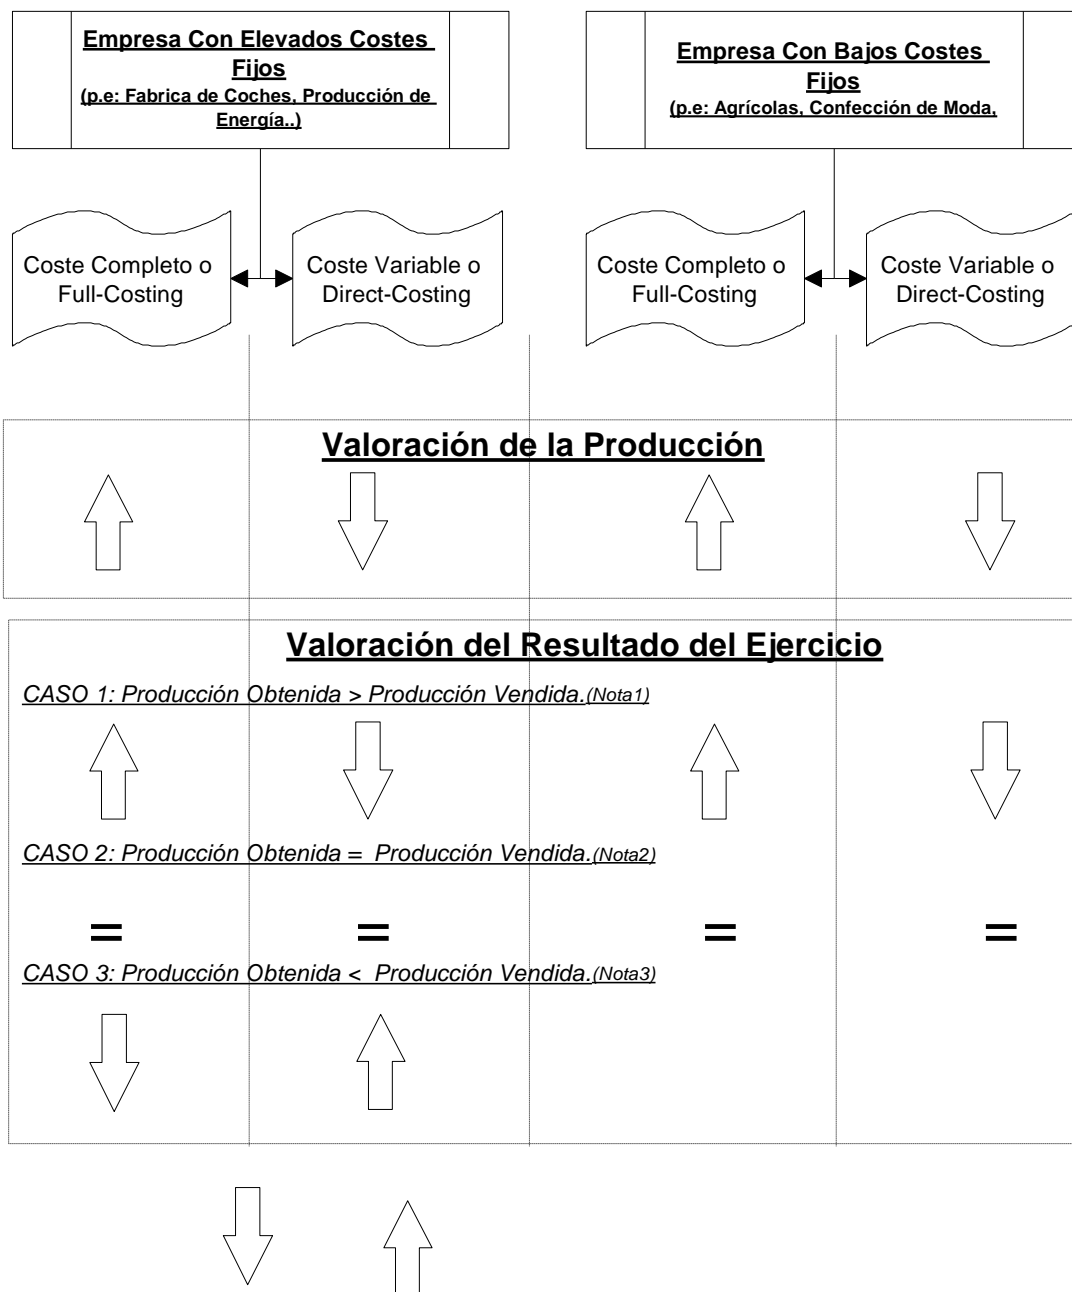 Empresa Con Elevados Costes
Fijos
(p.e: Fabrica de Coches, Producción de
Energía..)
Empresa Con Bajos Costes
Fijos
(p.e: Agrícolas, Confección de Moda,
Coste Completo o
Full-Costing
Coste Variable o
Direct-Costing
Coste Completo o
Full-Costing
Coste Variable o
Direct-Costing
Valoración de la Producción
Valoración del Resultado del Ejercicio
CASO 1: Producción Obtenida > Producción Vendida.(Nota1)
CASO 2: Producción Obtenida = Producción Vendida.(Nota2)
= = = =
CASO 3: Producción Obtenida < Producción Vendida.(Nota3)